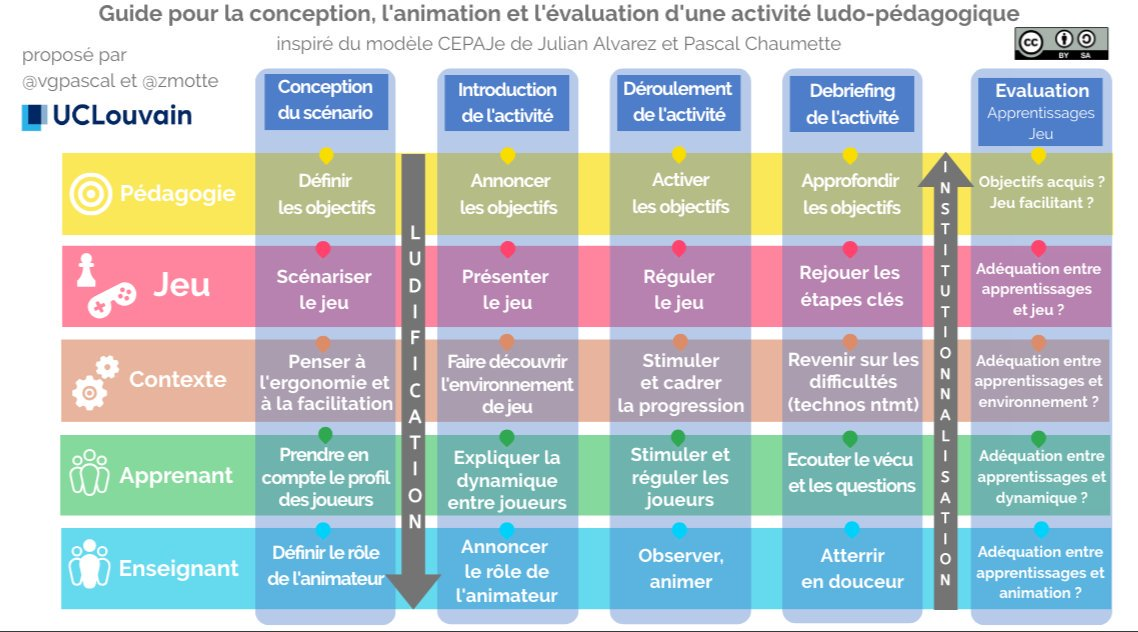 Guide pour la conception, l'animation et l'évaluation d'une activité ludo-pédagogique
inspiré du modèle CEPAJe de Julian Alvarez et Pascal Chaumette
proposé par
@vgpascal et @zmotte
UCLouvain
cc
BY SA
Conception
du scénario
Introduction
de l'activité
Déroulement
de l'activité
Debriefing
de l'activité
Evaluation
Apprentissages
Jeu
Pédagogie
Définir
les objectifs
Annoncer
les objectifs
Activer
les objectifs
Approfondir
les objectifs
Objectifs acquis ?
Jeu facilitant ?
Jeu
Scénariser
le jeu
Présenter
le jeu
Réguler
le jeu
Rejouer les
étapes clés
Adéquation entre
apprentissages
et jeu ?
Contexte
Penser à
l'ergonomie et
à la facilitation
Faire découvrir
l'environnement
de jeu
Stimuler
et cadrer
la progression
Revenir sur les
difficultés
(technos ntmt)
Adéquation entre
apprentissages et
environnement ?
Apprenant
Prendre en
compte le profil
des joueurs
Expliquer la
dynamique
entre joueurs
Stimuler et
réguler les
joueurs
Ecouter le vécu
et les questions
Adéquation entre
apprentissages et
dynamique ?
Enseignant
Définir le rôle
de l'animateur
Annoncer
le rôle de
l'animateur
Observer,
animer
Atterrir
en douceur
Adéquation entre
apprentissages et
animation ?
LUDIFICATION
INSTITUTIONNALISATION